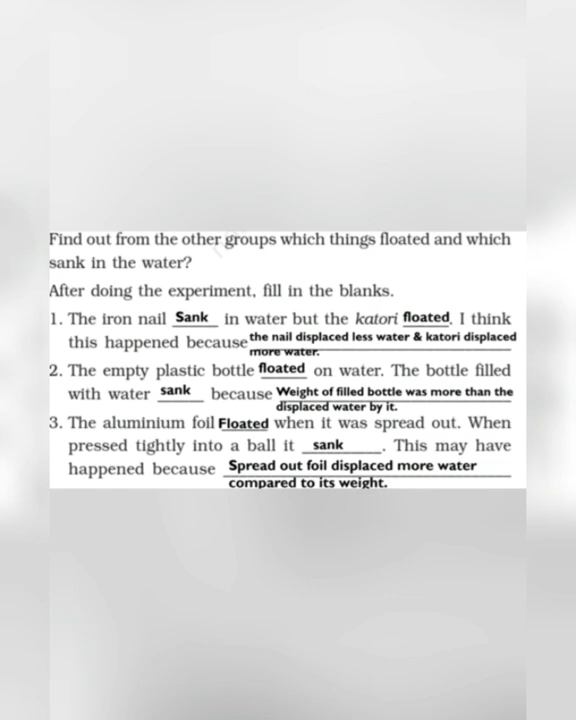 Find out from the other groups which things floated and which
sank in the water?
After doing the experiment, fill in the blanks.
1. The iron nail Sank in water but the katori floated. I think
this happened because the nail displaced less water & katori displaced
more water.
2. The empty plastic bottle floated on water. The bottle filled
with water sank because Weight of filled bottle was more than the
displaced water by it.
3. The aluminium foil Floated when it was spread out. When
pressed tightly into a ball it sank. This may have
happened because Spread out foil displaced more water
compared to its weight.